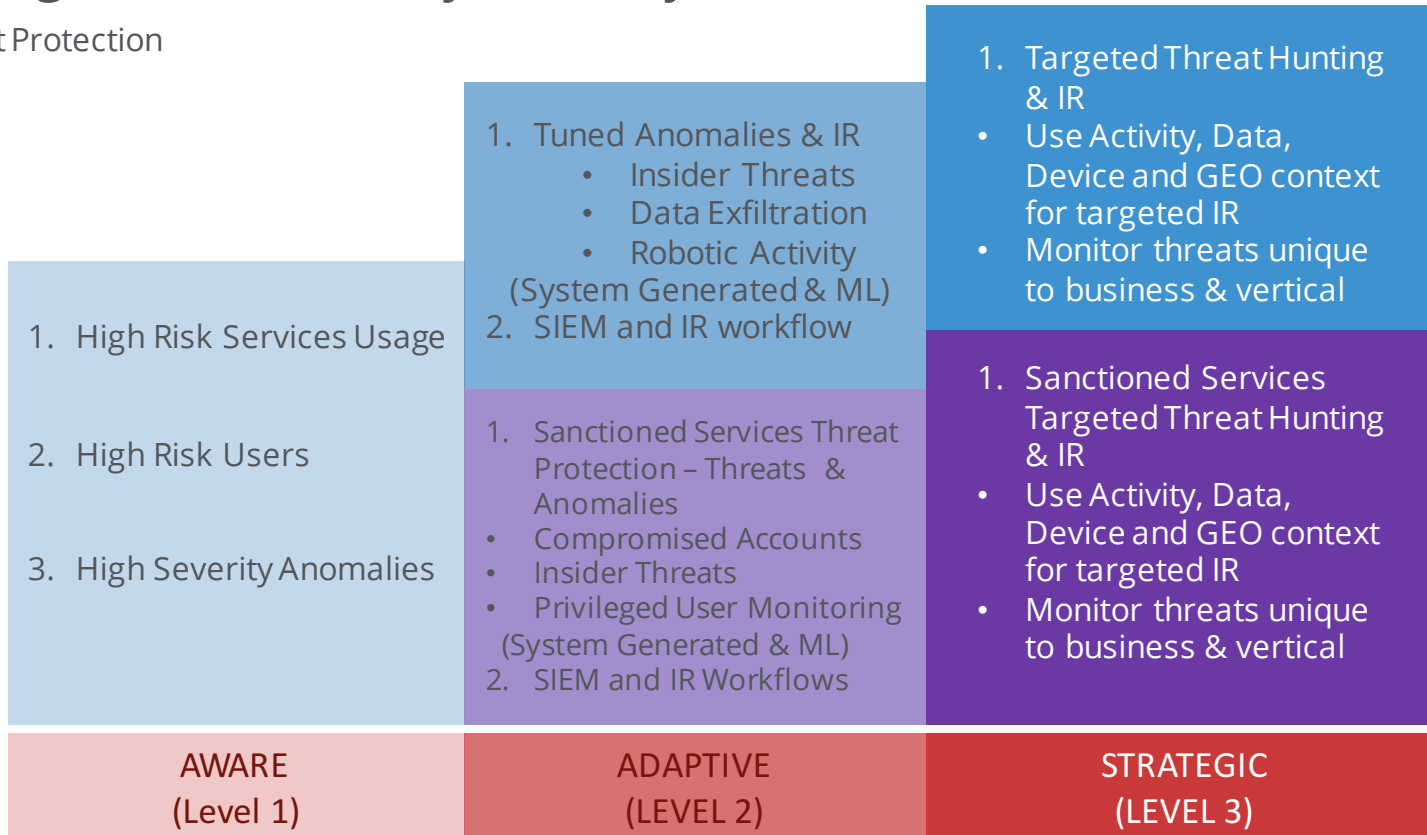 t Protection
1. High Risk Services Usage
2. High Risk Users
3. High Severity Anomalies
1. Tuned Anomalies & IR
• Insider Threats
• Data Exfiltration
• Robotic Activity
(System Generated & ML)
2. SIEM and IR workflow
1. Sanctioned Services Threat
Protection – Threats &
Anomalies
• Compromised Accounts
• Insider Threats
• Privileged User Monitoring
(System Generated & ML)
2. SIEM and IR Workflows
1. Targeted Threat Hunting
& IR
• Use Activity, Data,
Device and GEO context
for targeted IR
• Monitor threats unique
to business & vertical
1. Sanctioned Services
Targeted Threat Hunting
& IR
• Use Activity, Data,
Device and GEO context
for targeted IR
• Monitor threats unique
to business & vertical
AWARE
(Level 1)
ADAPTIVE
(LEVEL 2)
STRATEGIC
(LEVEL 3)